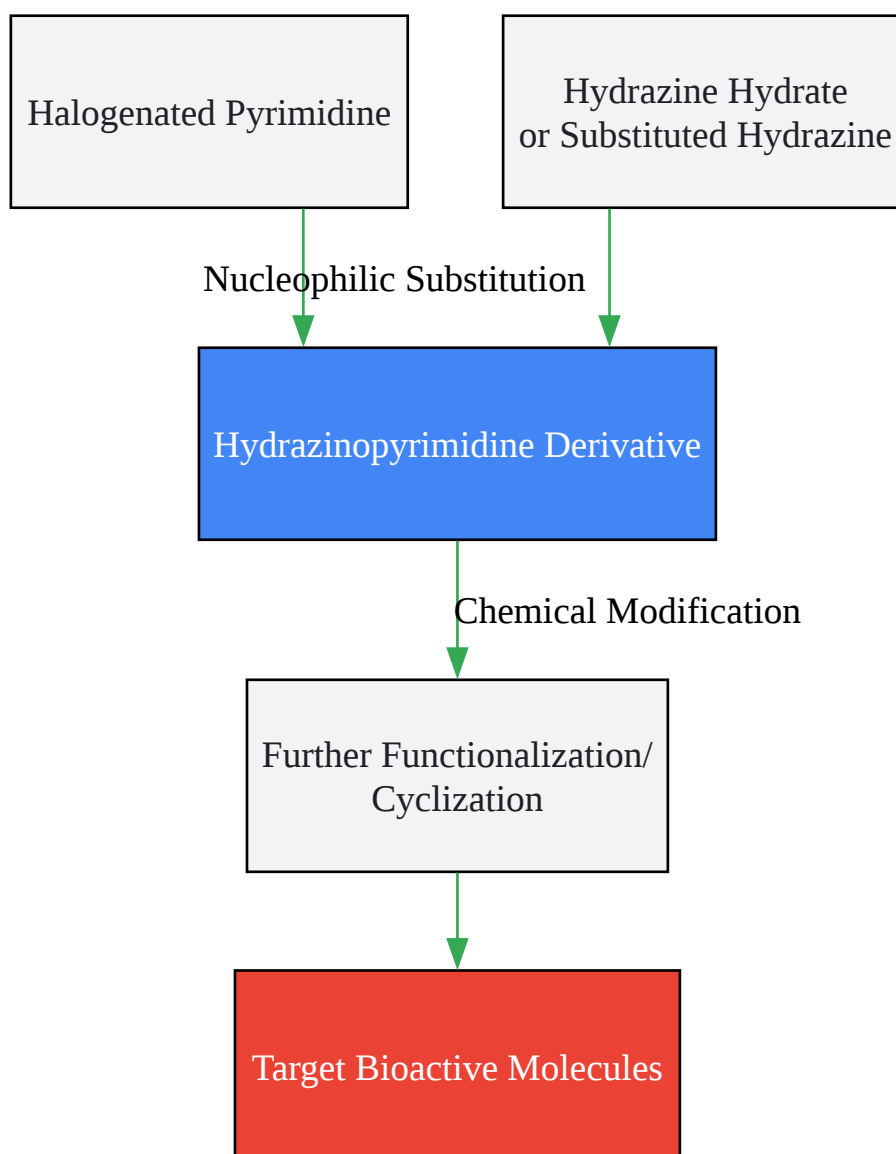 Halogenated Pyrimidine
Hydrazine Hydrate
or Substituted Hydrazine
Nucleophilic Substitution
Hydrazinopyrimidine Derivative
Chemical Modification
Further Functionalization/
Cyclization
Target Bioactive Molecules